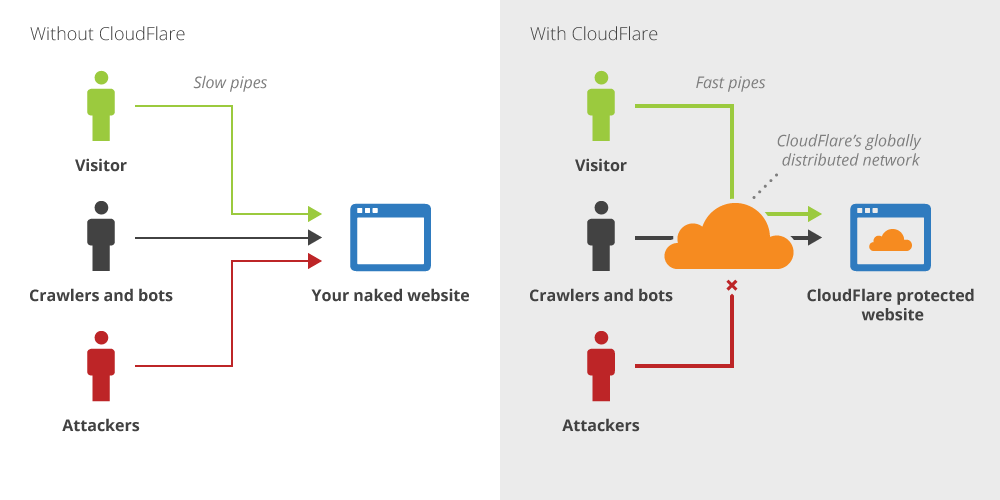 Without CloudFlare
Slow pipes
Visitor
Crawlers and bots
Your naked website
Attackers
With CloudFlare
Fast pipes
CloudFlare's globally
distributed network
Visitor
Crawlers and bots
CloudFlare protected
website
Attackers